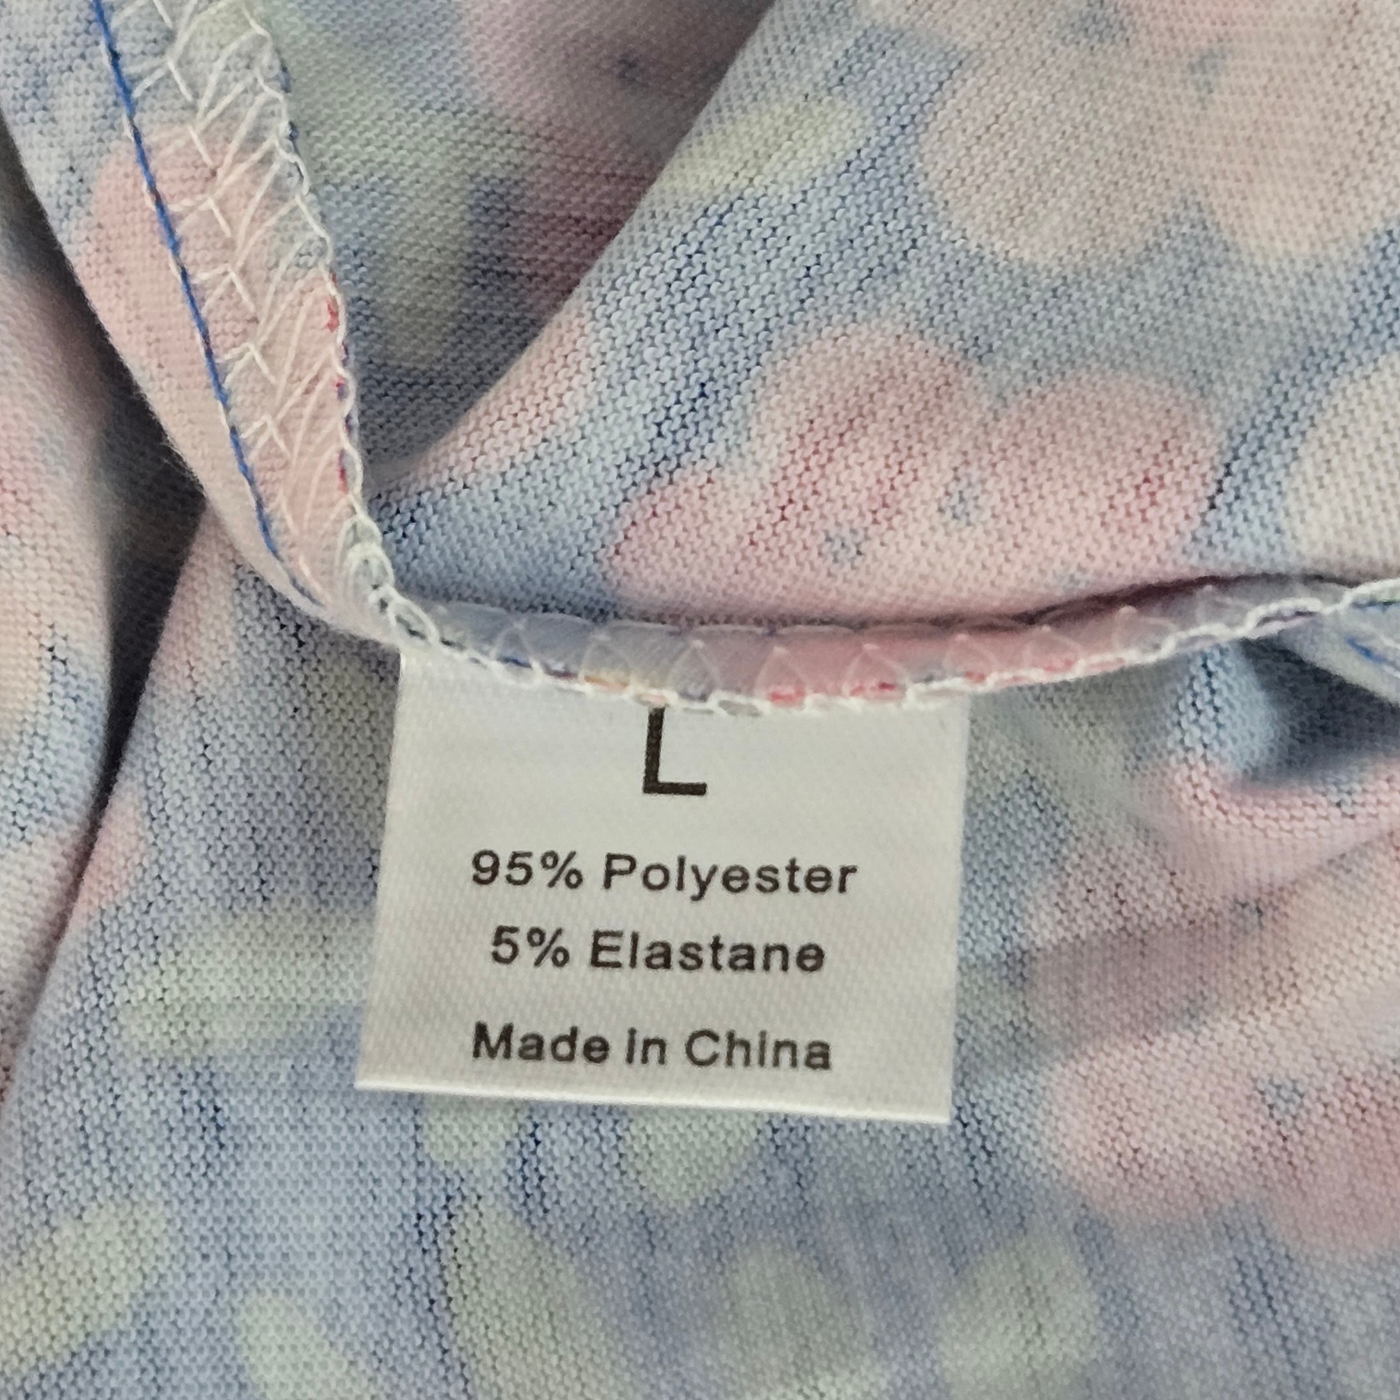 L
95% Polyester
5% Elastane
Made in China